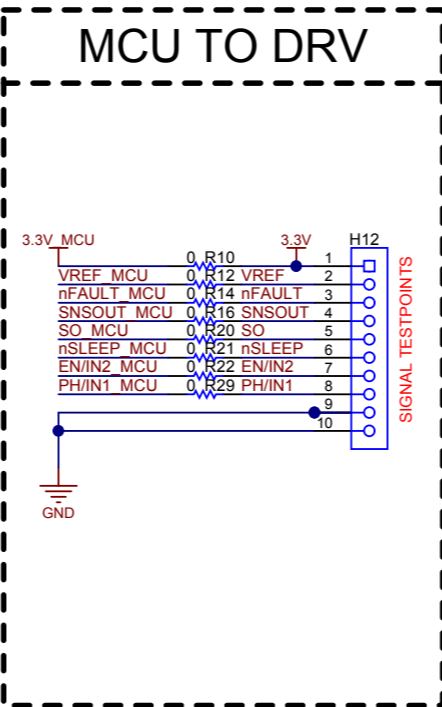 MCU TO DRV
3.3V_MCU 3.3V H12
0 R10 1
VREF_MCU 0 R12 VREF 2
nFAULT_MCU 0 R14 nFAULT 3
SNSOUT_MCU 0 R16 SNSOUT 4
SO_MCU 0 R20 SO 5
nSLEEP_MCU 0 R21 nSLEEP 6
EN/IN2_MCU 0 R22 EN/IN2 7
PH/IN1_MCU 0 R29 PH/IN1 8
9
10
SIGNAL TESTPOINTS
GND